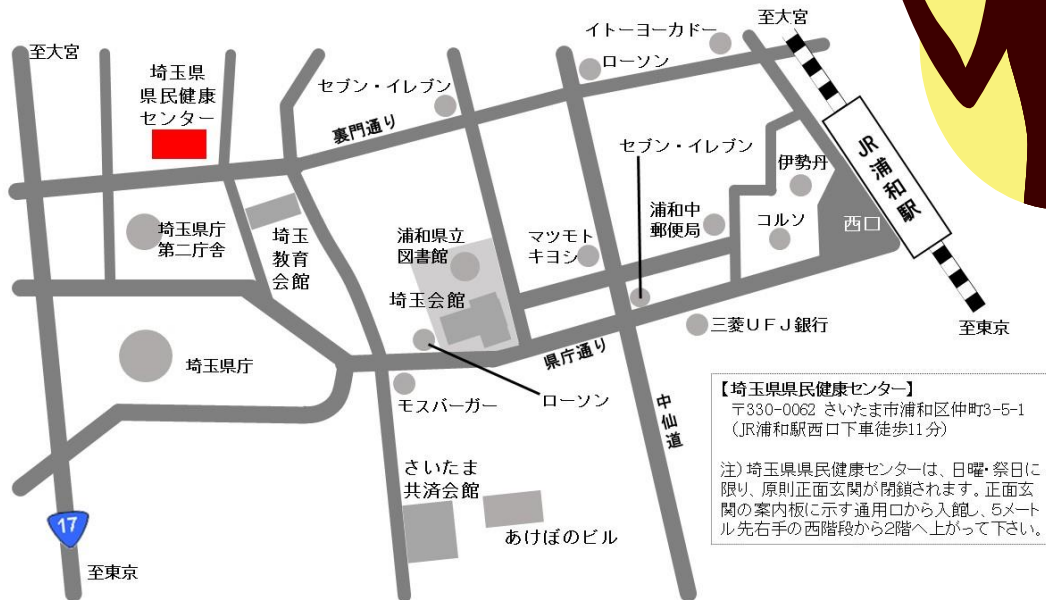 至大宮
埼玉県
県民健康
センター
セブン・イレブン
裏門通り
イトーヨーカドー
ローソン
至大宮
JR浦和駅
西口
至東京
セブン・イレブン
伊勢丹
コルソ
浦和中
郵便局
マツモト
キヨシ
浦和県立
図書館
埼玉会館
埼玉県庁
第二庁舎
埼玉
教育
会館
埼玉県庁
県庁通り
三菱UFJ銀行
モスバーガー
ローソン
中仙道
さいたま
共済会館
あけぼのビル
17
至東京
【埼玉県県民健康センター】
〒330-0062 さいたま市浦和区仲町3-5-1
(JR浦和駅西口下車徒歩11分)
注)埼玉県県民健康センターは、日曜・祭日に
限り、原則正面玄関が閉鎖されます。正面玄
関の案内板に示す通用口から入館し、5メート
ル先右手の西階段から2階へ上がって下さい。